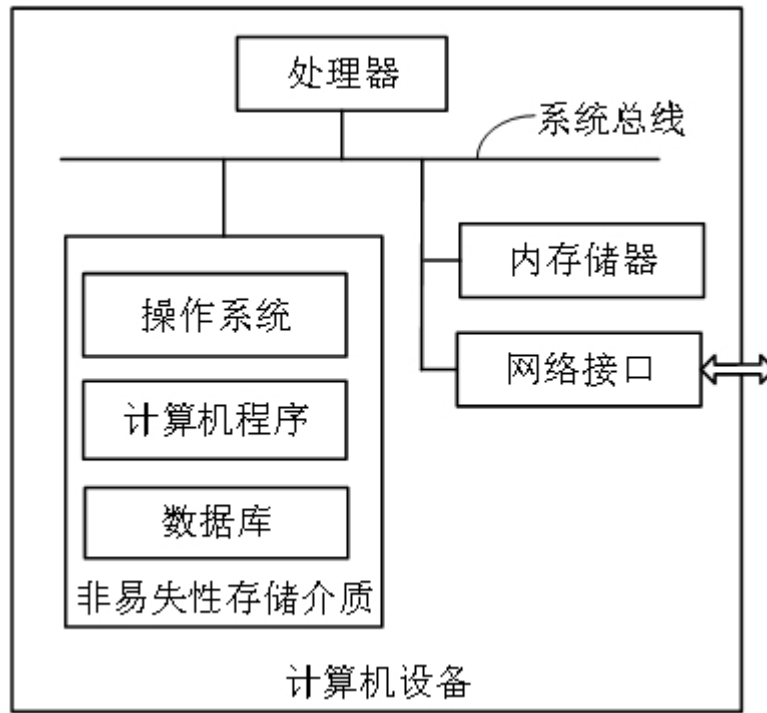 处理器
系统总线
内存储器
操作系统
网络接口
计算机程序
数据库
非易失性存储介质
计算机设备